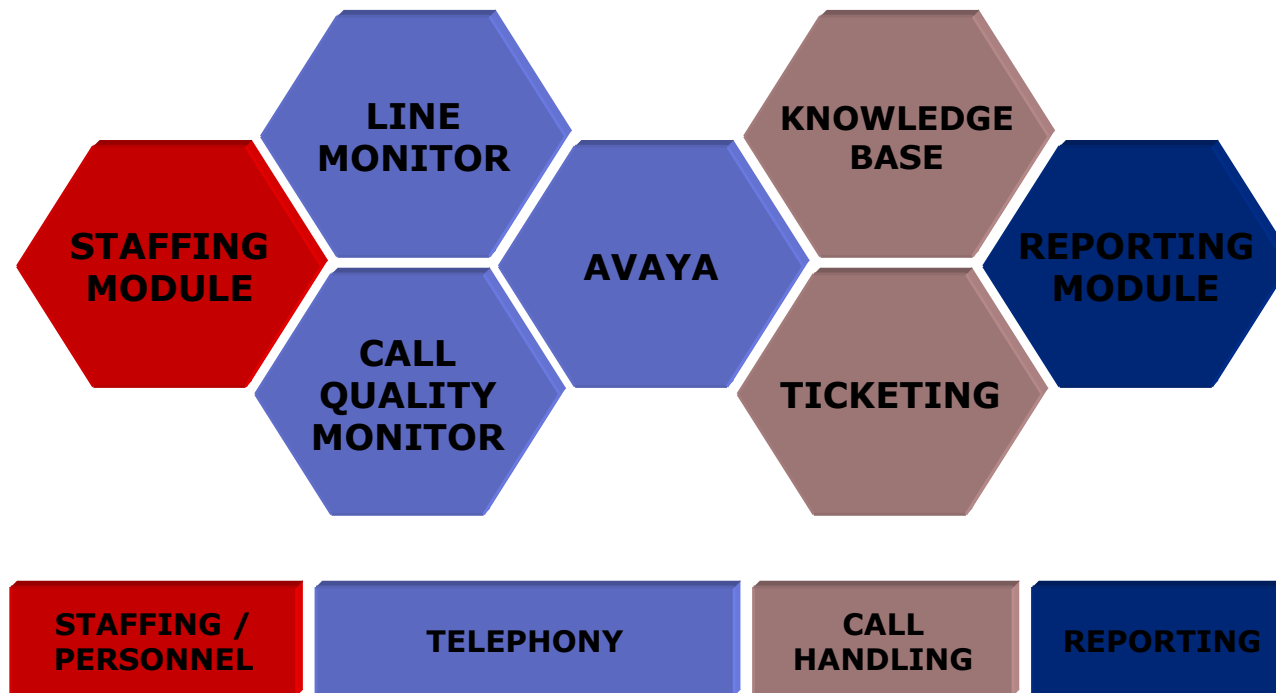 LINE
MONITOR
KNOWLEDGE
BASE
STAFFING
MODULE
AVAYA
REPORTING
MODULE
CALL
QUALITY
MONITOR
TICKETING
STAFFING /
PERSONNEL
TELEPHONY
CALL
HANDLING
REPORTING